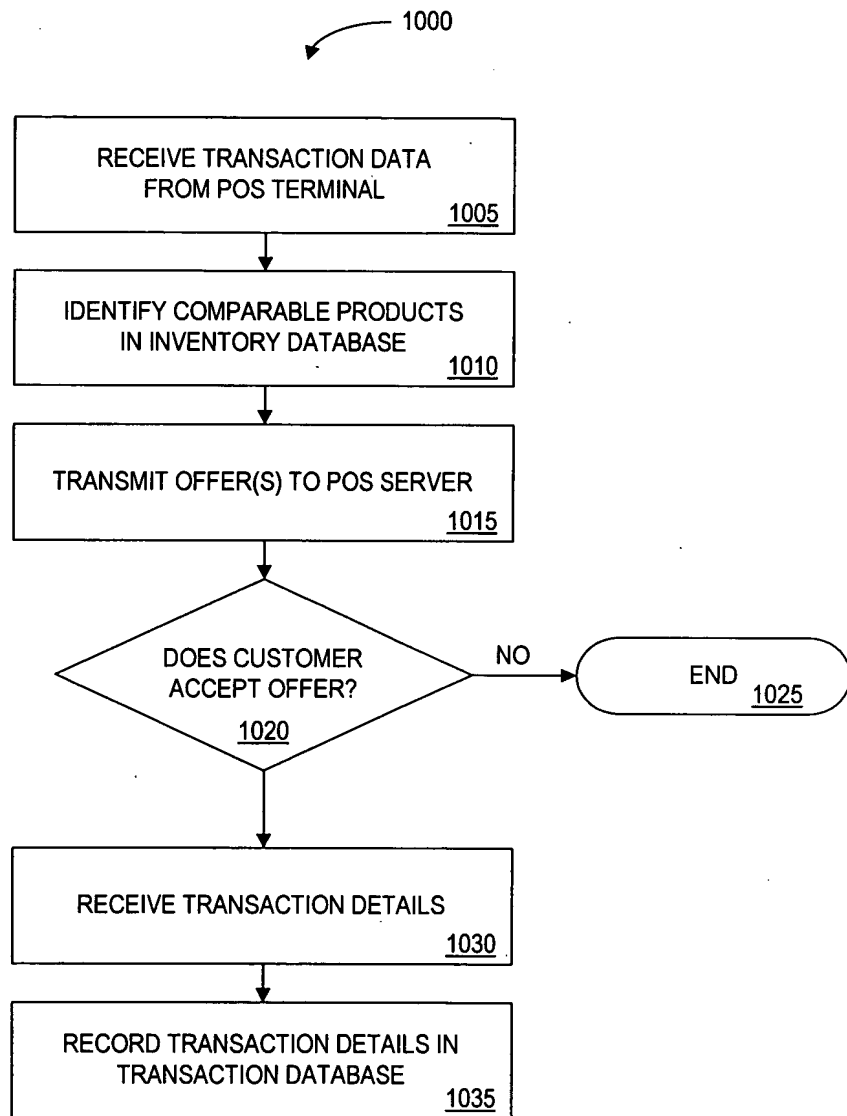 1000
RECEIVE TRANSACTION DATA
FROM POS TERMINAL
1005
IDENTIFY COMPARABLE PRODUCTS
IN INVENTORY DATABASE
1010
TRANSMIT OFFER(S) TO POS SERVER
1015
DOES CUSTOMER
ACCEPT OFFER?
1020
NO
END
1025
RECEIVE TRANSACTION DETAILS
1030
RECORD TRANSACTION DETAILS IN
TRANSACTION DATABASE
1035